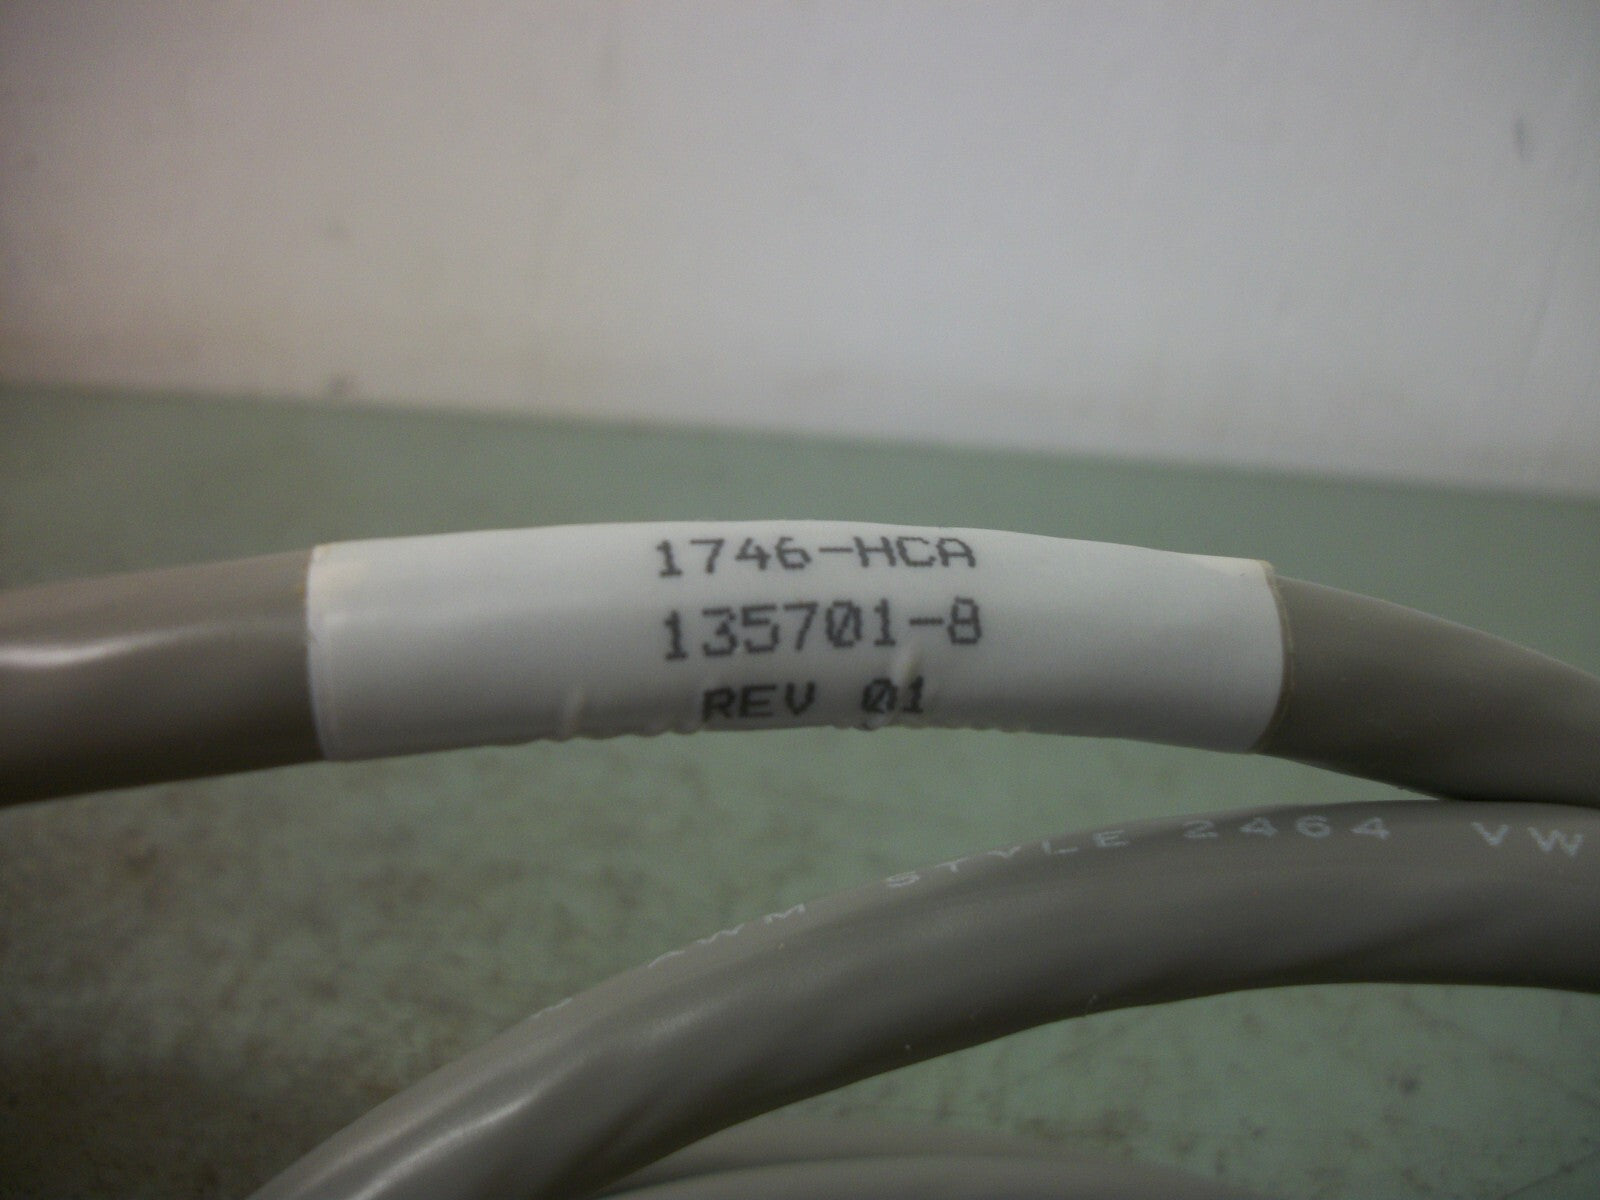 1746-HCA
135701-8
REV 01
STYLE 2464 VW